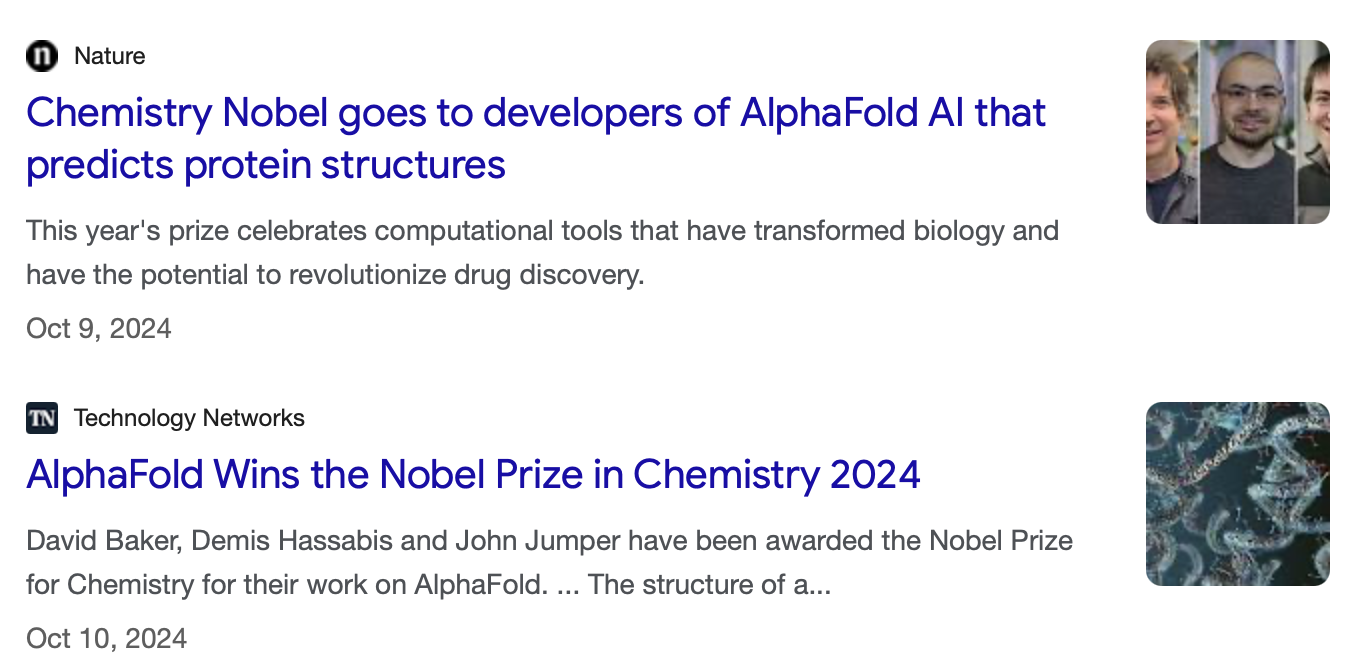 n Nature
Chemistry Nobel goes to developers of AlphaFold AI that
predicts protein structures
This year's prize celebrates computational tools that have transformed biology and
have the potential to revolutionize drug discovery.
Oct 9, 2024
TN Technology Networks
AlphaFold Wins the Nobel Prize in Chemistry 2024
David Baker, Demis Hassabis and John Jumper have been awarded the Nobel Prize
for Chemistry for their work on AlphaFold. ... The structure of a...
Oct 10, 2024